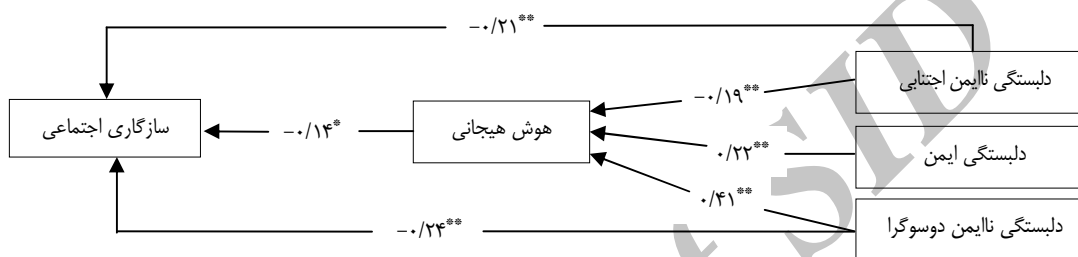 -۰/۲۱**
دلبستگی ناایمن اجتنابی
-۰/۱۹**
سازگاری اجتماعی
-۰/۱۴*
هوش هیجانی
۰/۲۲**
دلبستگی ایمن
۰/۴۱**
دلبستگی ناایمن دوسوگرا
-۰/۲۴**
SID